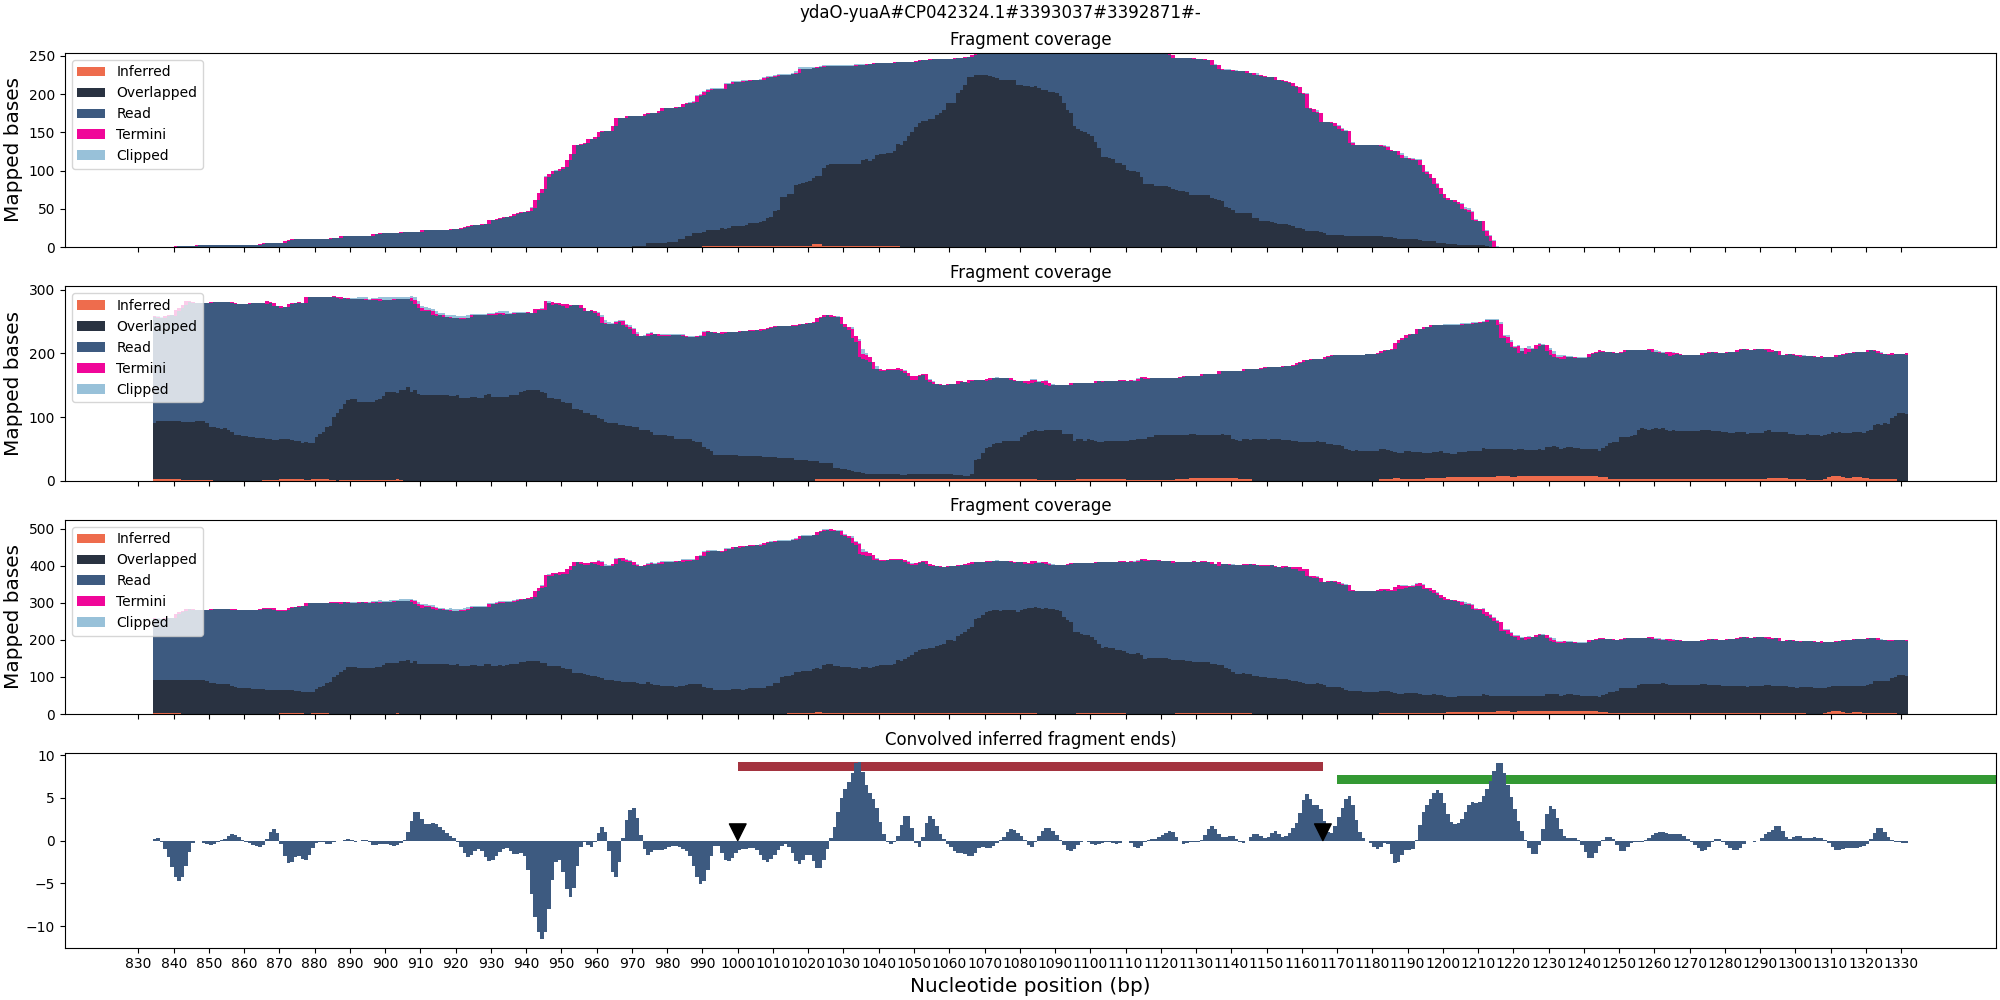 ydaO-yuaA#CP042324.1#3393037#3392871#-
Fragment coverage
Mapped bases
250
200
150
100
50
0
Inferred
Overlapped
Read
Termini
Clipped
Fragment coverage
Mapped bases
300
200
100
0
Inferred
Overlapped
Read
Termini
Clipped
Fragment coverage
Mapped bases
500
400
300
200
100
0
Inferred
Overlapped
Read
Termini
Clipped
Convolved inferred fragment ends)
10
5
0
−5
−10
830 840 850 860 870 880 890 900 910 920 930 940 950 960 970 980 990 1000 1010 1020 1030 1040 1050 1060 1070 1080 1090 1100 1110 1120 1130 1140 1150 1160 1170 1180 1190 1200 1210 1220 1230 1240 1250 1260 1270 1280 1290 1300 1310 1320 1330
Nucleotide position (bp)